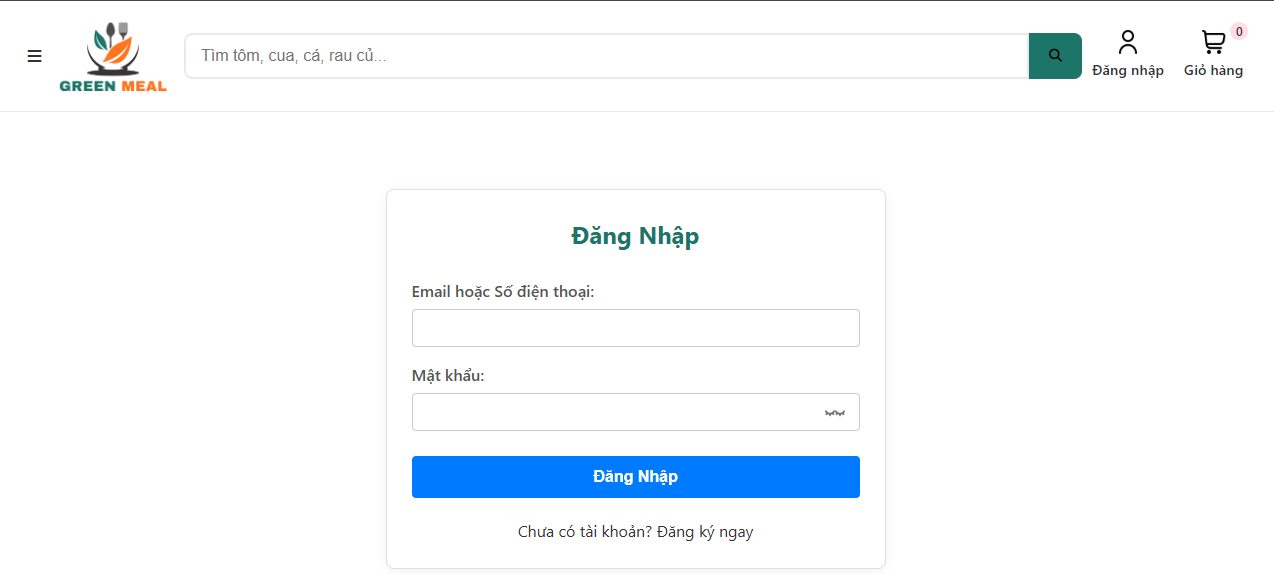 GREEN MEAL
Tìm tôm, cua, cá, rau củ...
0
Đăng nhập
Giỏ hàng
Đăng Nhập
Email hoặc Số điện thoại:
Mật khẩu:
Đăng Nhập
Chưa có tài khoản? Đăng ký ngay